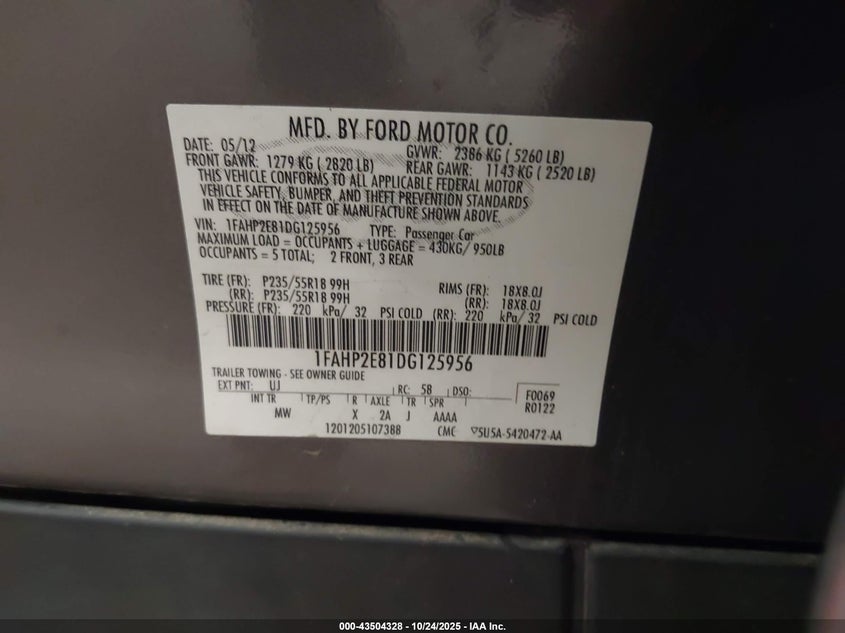 MFD. BY FORD MOTOR CO.
DATE: 05/12 GVWR: 2386 KG ( 5260 LB)
FRONT GAWR: 1279 KG ( 2820 LB) REAR GAWR: 1143 KG ( 2520 LB)
THIS VEHICLE CONFORMS TO ALL APPLICABLE FEDERAL MOTOR
VEHICLE SAFETY, BUMPER, AND THEFT PREVENTION STANDARDS
IN EFFECT ON THE DATE OF MANUFACTURE SHOWN ABOVE.
VIN: 1FAHP2E81DG125956 TYPE: Passenger Car
MAXIMUM LOAD = OCCUPANTS + LUGGAGE = 430KG/ 950LB
OCCUPANTS = 5 TOTAL; 2 FRONT, 3 REAR
TIRE (FR): P235/55R18 99H RIMS (FR): 18X8.0J
(RR): P235/55R18 99H (RR): 18X8.0J
PRESSURE (FR): 220 kPa/ 32 PSI COLD (RR): 220 kPa/ 32 PSI COLD
1FAHP2E81DG125956
TRAILER TOWING - SEE OWNER GUIDE
EXT PNT: UJ RC: 58 DSO: F0069
INT TR TP/PS R AXLE TR SPR R0122
MW X 2A J AAAA
1201205107388 CMC ▽5U5A-5420472-AA
000-43504328 - 10/24/2025 - IAA Inc.